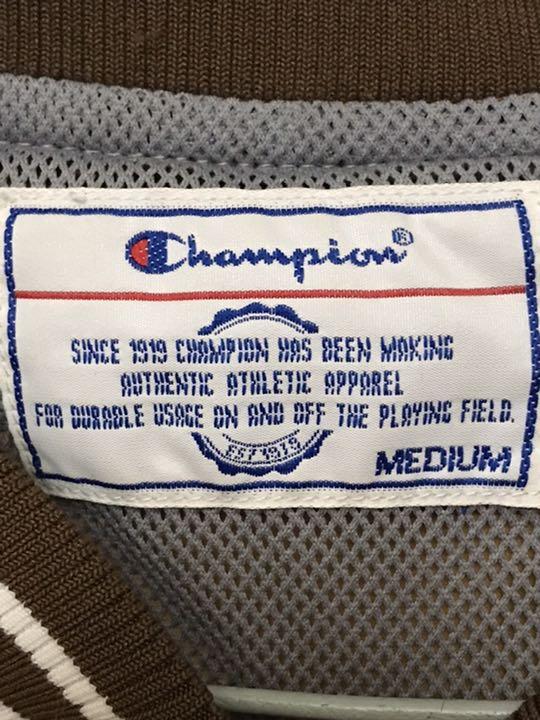 Champion®
SINCE 1919 CHAMPION HAS BEEN MAKING
AUTHENTIC ATHLETIC APPAREL
FOR DURABLE USAGE ON AND OFF THE PLAYING FIELD.
EST 1919
MEDIUM